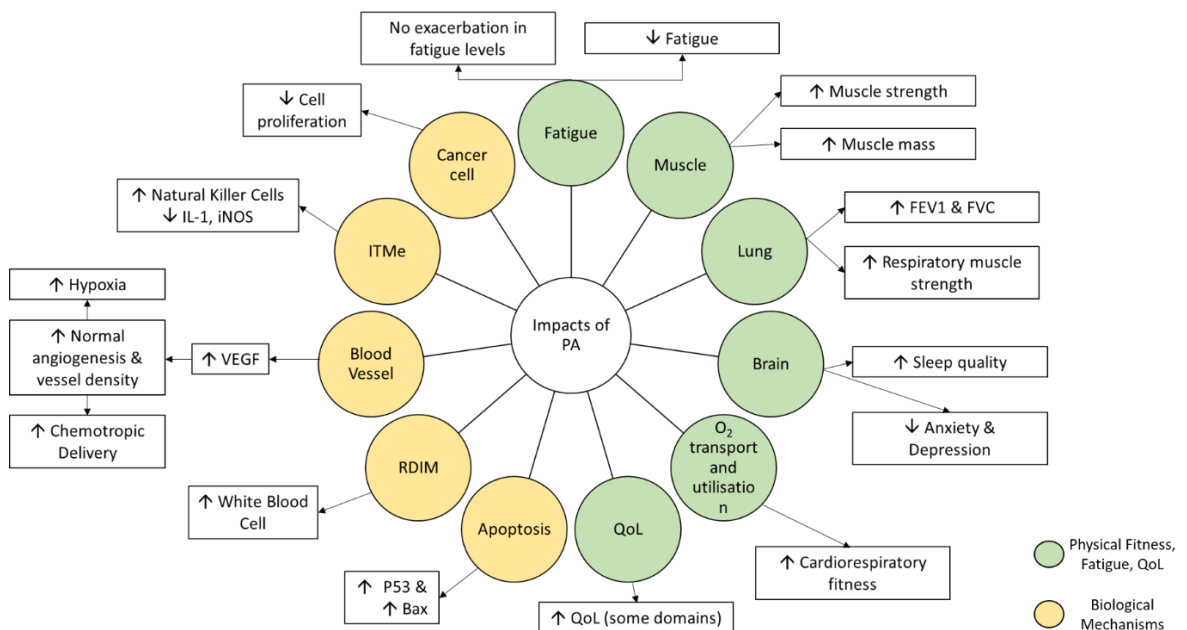 No exacerbation in
fatigue levels
↓ Fatigue
↓ Cell
proliferation
↑ Muscle strength
↑ Muscle mass
Fatigue
Cancer
cell
Muscle
↑ Natural Killer Cells
↓ IL-1, iNOS
↑ FEV1 & FVC
ITMe
Lung
↑ Respiratory muscle
strength
↑ Hypoxia
Impacts of
PA
↑ Normal
angiogenesis &
vessel density
↑ VEGF
Blood
Vessel
Brain
↑ Sleep quality
↑ Chemotropic
Delivery
↓ Anxiety &
Depression
RDIM
O₂
transport
and
utilisatio
n
↑ White Blood
Cell
Apoptosis
QoL
↑ Cardiorespiratory
fitness
↑ P53 &
↑ Bax
↑ QoL (some domains)
Physical Fitness,
Fatigue, QoL
Biological
Mechanisms